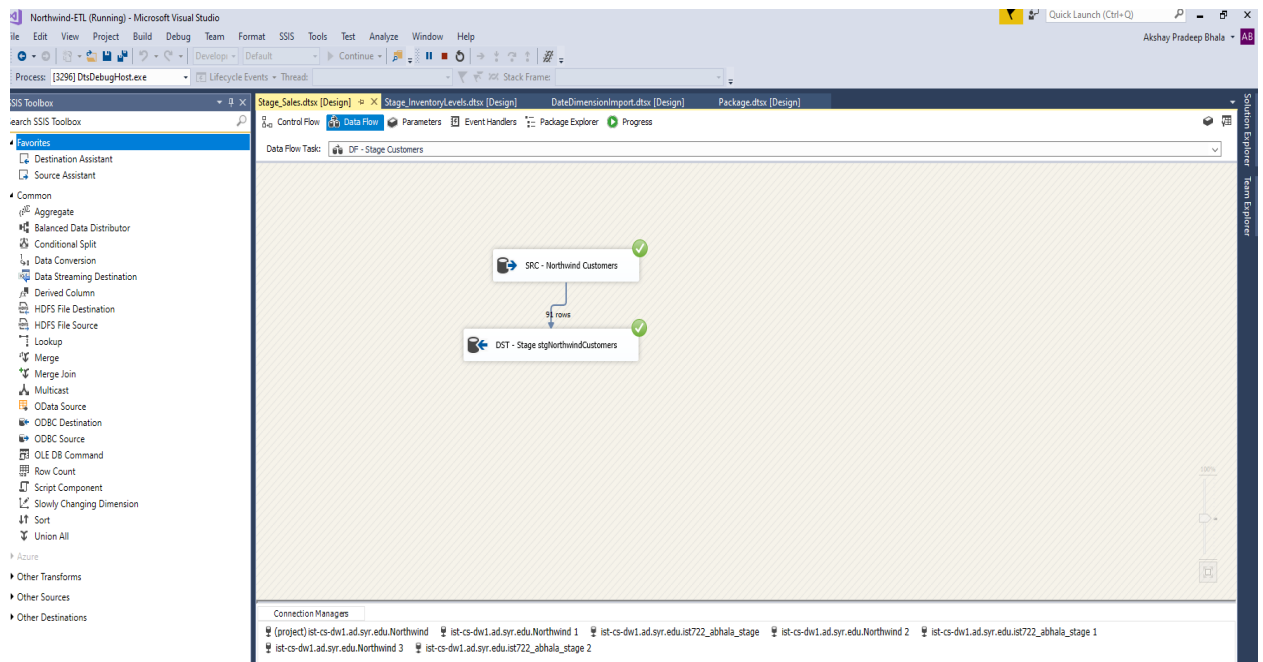 Northwind-ETL (Running) - Microsoft Visual Studio
Quick Launch (Ctrl+Q)
ile Edit View Project Build Debug Team Format SSIS Tools Test Analyze Window Help
Akshay Pradeep Bhala AB
Develop Default Continue
Process: [3296] DtsDebugHost.exe Lifecycle Events Thread: Stack Frame:
SSIS Toolbox
Stage_Sales.dtsx [Design] Stage_InventoryLevels.dtsx [Design] DateDimensionImport.dtsx [Design] Package.dtsx [Design]
earch SSIS Toolbox
Control Flow Data Flow Parameters Event Handlers Package Explorer Progress
Data Flow Task: DF - Stage Customers
Favorites
Destination Assistant
Source Assistant
Common
Aggregate
Balanced Data Distributor
Conditional Split
Data Conversion
Data Streaming Destination
Derived Column
HDFS File Destination
HDFS File Source
Lookup
Merge
Merge Join
Multicast
OData Source
ODBC Destination
ODBC Source
OLE DB Command
Row Count
Script Component
Slowly Changing Dimension
Sort
Union All
Azure
Other Transforms
Other Sources
Other Destinations
SRC - Northwind Customers
91 rows
DST - Stage stgNorthwindCustomers
100%
Solution Explorer
Team Explorer
Connection Managers
(project) ist-cs-dw1.ad.syr.edu.Northwind ist-cs-dw1.ad.syr.edu.Northwind 1 ist-cs-dw1.ad.syr.edu.ist722_abhala_stage ist-cs-dw1.ad.syr.edu.Northwind 2 ist-cs-dw1.ad.syr.edu.ist722_abhala_stage 1
ist-cs-dw1.ad.syr.edu.Northwind 3 ist-cs-dw1.ad.syr.edu.ist722_abhala_stage 2